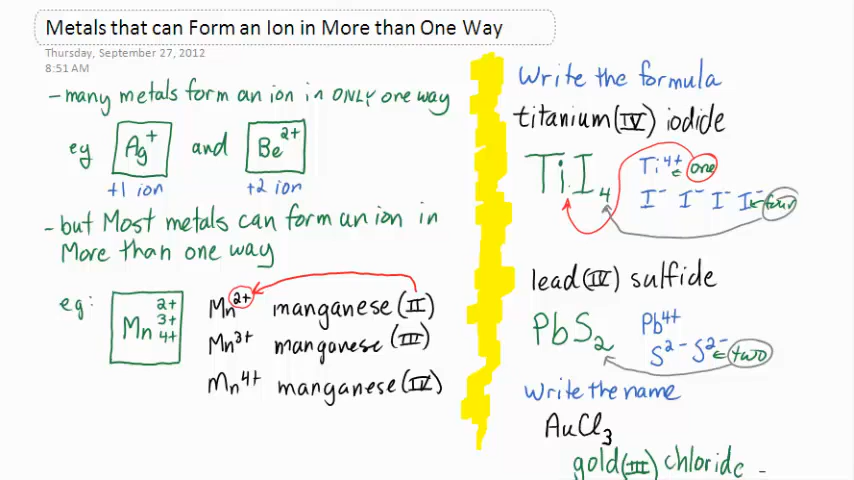 Metals that can Form an Ion in More than One Way
Thursday, September 27, 2012
8:51 AM
- many metals form an ion in ONLY one way
eg Ag+ and Be2+
+1 ion +2 ion
- but Most metals can form an ion in
More than one way
eg: Mn 2+ 3+ 4+
Mn2+ manganese (II)
Mn3+ manganese (III)
Mn4+ manganese (IV)
Write the formula
titanium (IV) iodide
TiI4 Ti4+ one
I- I- I- I- four
lead (IV) sulfide
PbS2 Pb4+
S2- S2- two
Write the name
AuCl3
gold (III) chloride